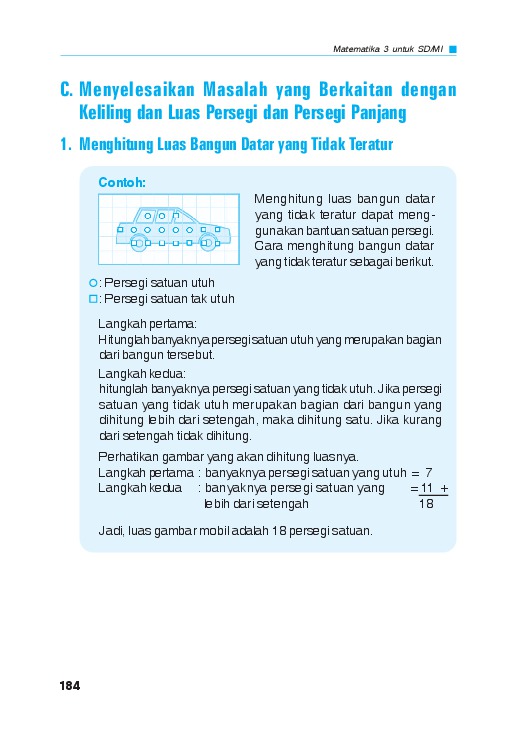 Matematika 3 untuk SD/MI
C. Menyelesaikan Masalah yang Berkaitan dengan
Keliling dan Luas Persegi dan Persegi Panjang
1. Menghitung Luas Bangun Datar yang Tidak Teratur
Contoh:
Menghitung luas bangun datar
yang tidak teratur dapat meng-
gunakan bantuan satuan persegi.
Cara menghitung bangun datar
yang tidak teratur sebagai berikut.
: Persegi satuan utuh
: Persegi satuan tak utuh
Langkah pertama:
Hitunglah banyaknya persegi satuan utuh yang merupakan bagian
dari bangun tersebut.
Langkah kedua:
hitunglah banyaknya persegi satuan yang tidak utuh. Jika persegi
satuan yang tidak utuh merupakan bagian dari bangun yang
dihitung lebih dari setengah, maka dihitung satu. Jika kurang
dari setengah tidak dihitung.
Perhatikan gambar yang akan dihitung luasnya.
Langkah pertama : banyaknya persegi satuan yang utuh = 7
Langkah kedua : banyaknya persegi satuan yang = 11 +
lebih dari setengah 18
Jadi, luas gambar mobil adalah 18 persegi satuan.
184